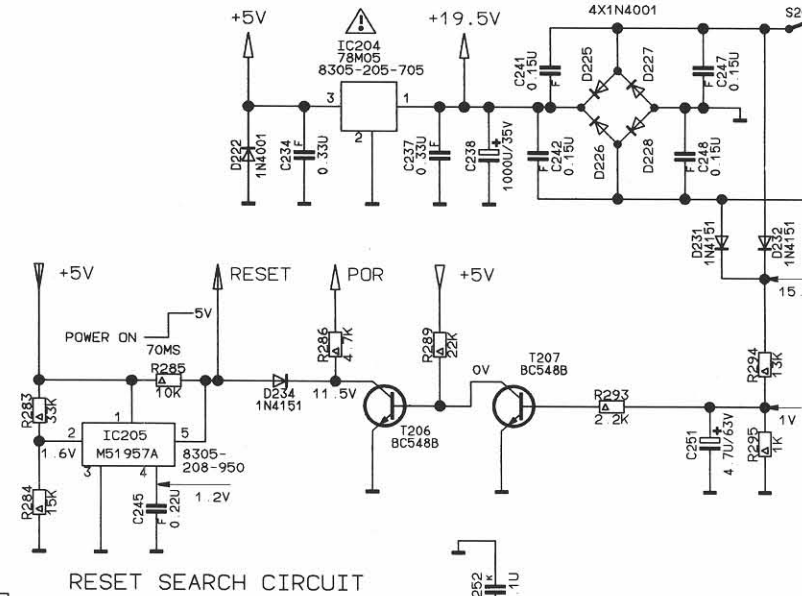 4X1N4001
S2
+5V
+19.5V
IC204
78M05
8305-205-705
3
1
2
D222
1N4001
C234
0.33U
F
C237
0.33U
F
C238
1000U/35V
+
C241
0.15U
F
C242
0.15U
F
D225
D227
D226
D228
C247
0.15U
F
C248
0.15U
F
D231
1N4151
D232
1N4151
15.
+5V
RESET
POR
+5V
5V
POWER ON
70MS
R286
4.7K
R289
22K
R285
10K
D234
1N4151
11.5V
0V
T207
BC548B
T206
BC548B
R293
2.2K
R294
13K
1V
R295
1K
C251
4.7U/63V
+
R283
33K
1
2
5
IC205
M51957A
3
4
8305-
208-950
1.6V
R284
15K
C245
0.22U
F
1.2V
RESET SEARCH CIRCUIT
252
.1U